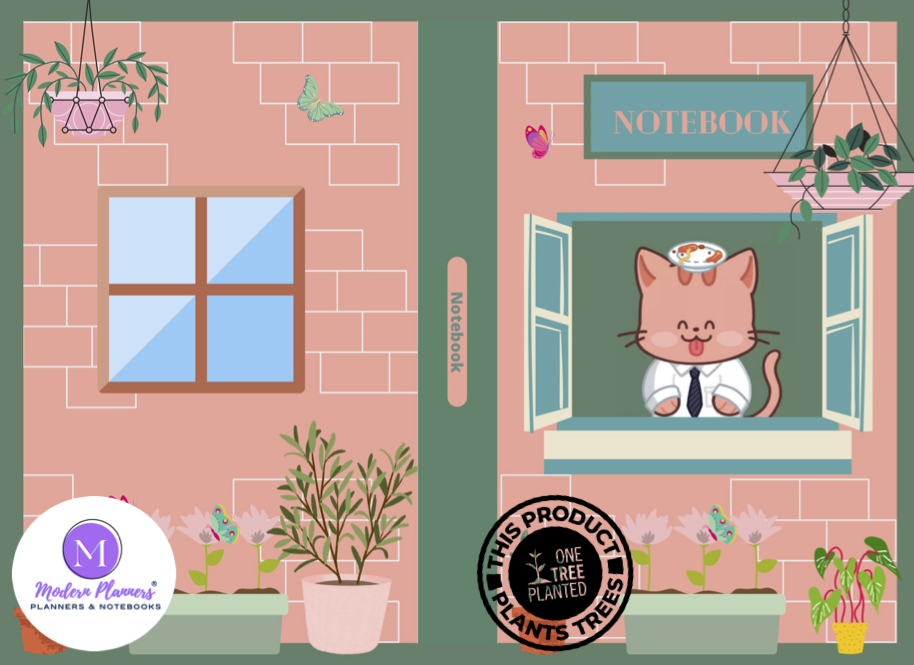 M
Modern Planners®
PLANNERS & NOTEBOOKS
Notebook
NOTEBOOK
THIS PRODUCT
ONE
TREE
PLANTED
PLANTS TREES